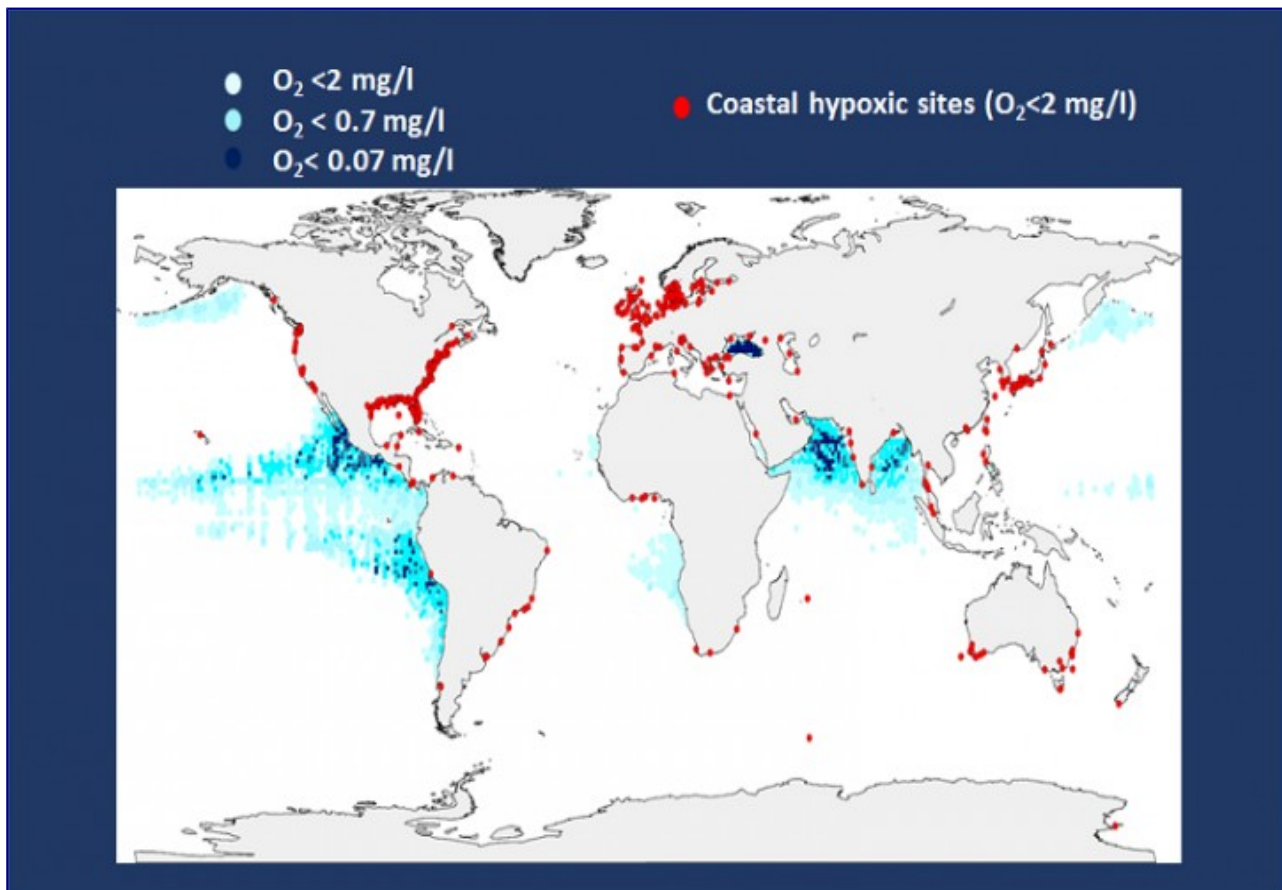 O₂ <2 mg/l
O₂ < 0.7 mg/l
O₂< 0.07 mg/l
Coastal hypoxic sites (O₂<2 mg/l)